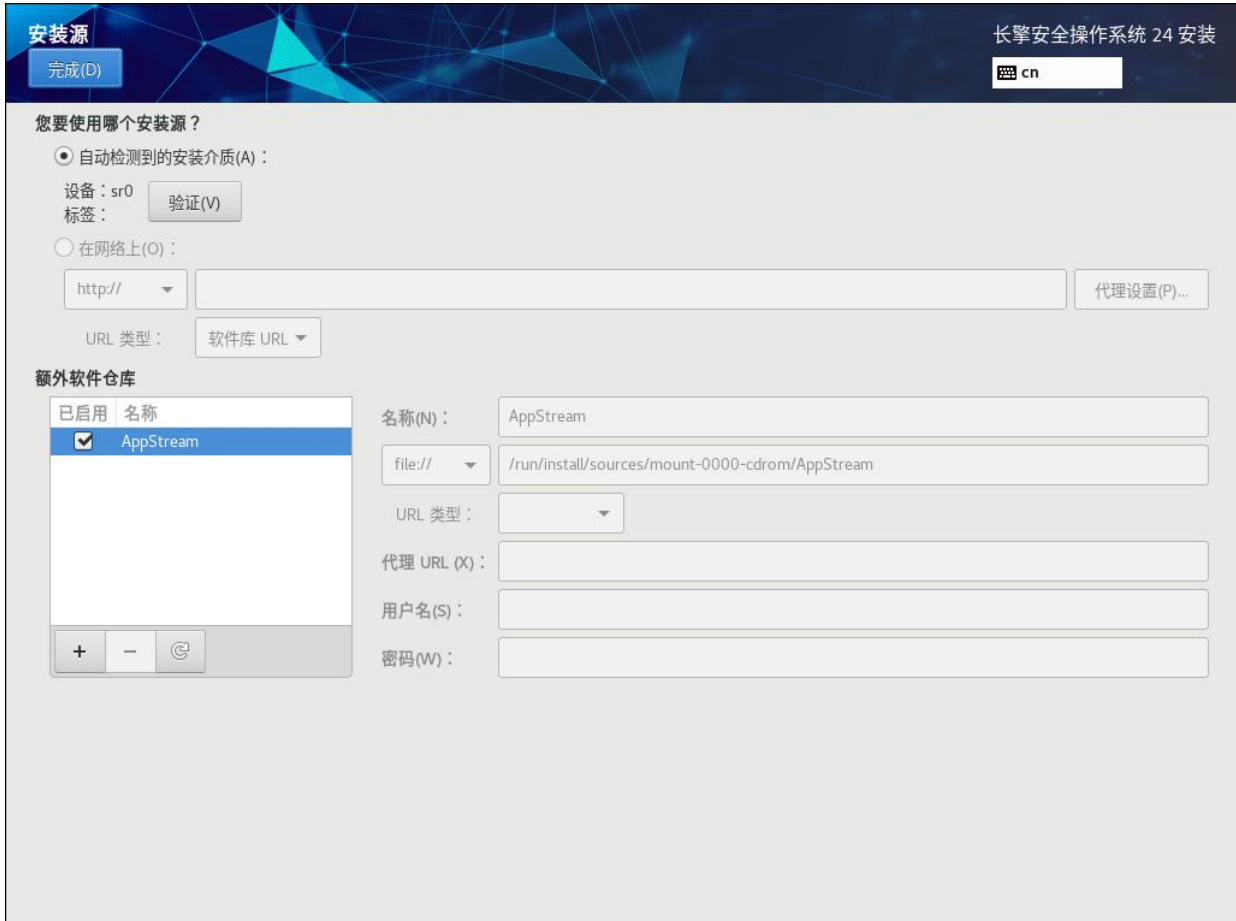 安装源
长擎安全操作系统 24 安装
完成(D)
cn
您要使用哪个安装源？
自动检测到的安装介质(A)：
设备：sr0
标签：
验证(V)
在网络上(O)：
http://
代理设置(P)...
URL 类型：
软件库 URL
额外软件仓库
已启用 名称
AppStream
名称(N)：
AppStream
file://
/run/install/sources/mount-0000-cdrom/AppStream
URL 类型：
代理 URL (X)：
用户名(S)：
密码(W)：